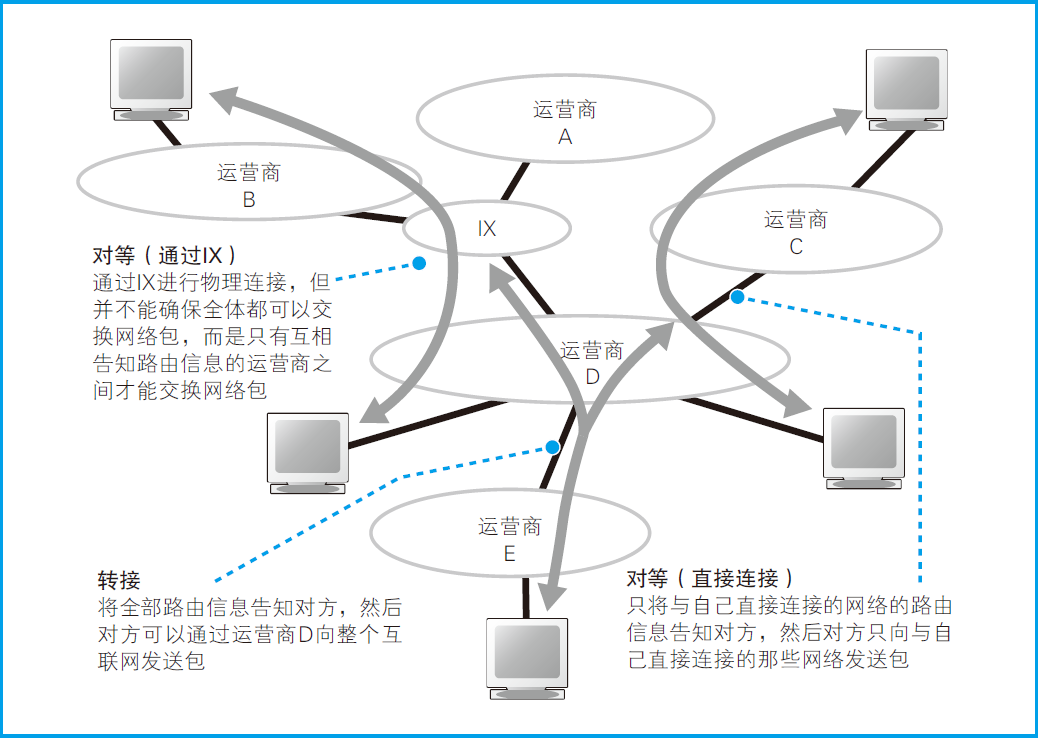 运营商
A
运营商
B
IX
运营商
C
对等（通过IX）
通过IX进行物理连接，但
并不能确保全体都可以交
换网络包，而是只有互相
告知路由信息的运营商之
间才能交换网络包
运营商
D
运营商
E
转接
将全部路由信息告知对方，然后
对方可以通过运营商D向整个互
联网发送包
对等（直接连接）
只将与自己直接连接的网络的路由
信息告知对方，然后对方只向与自
己直接连接的那些网络发送包